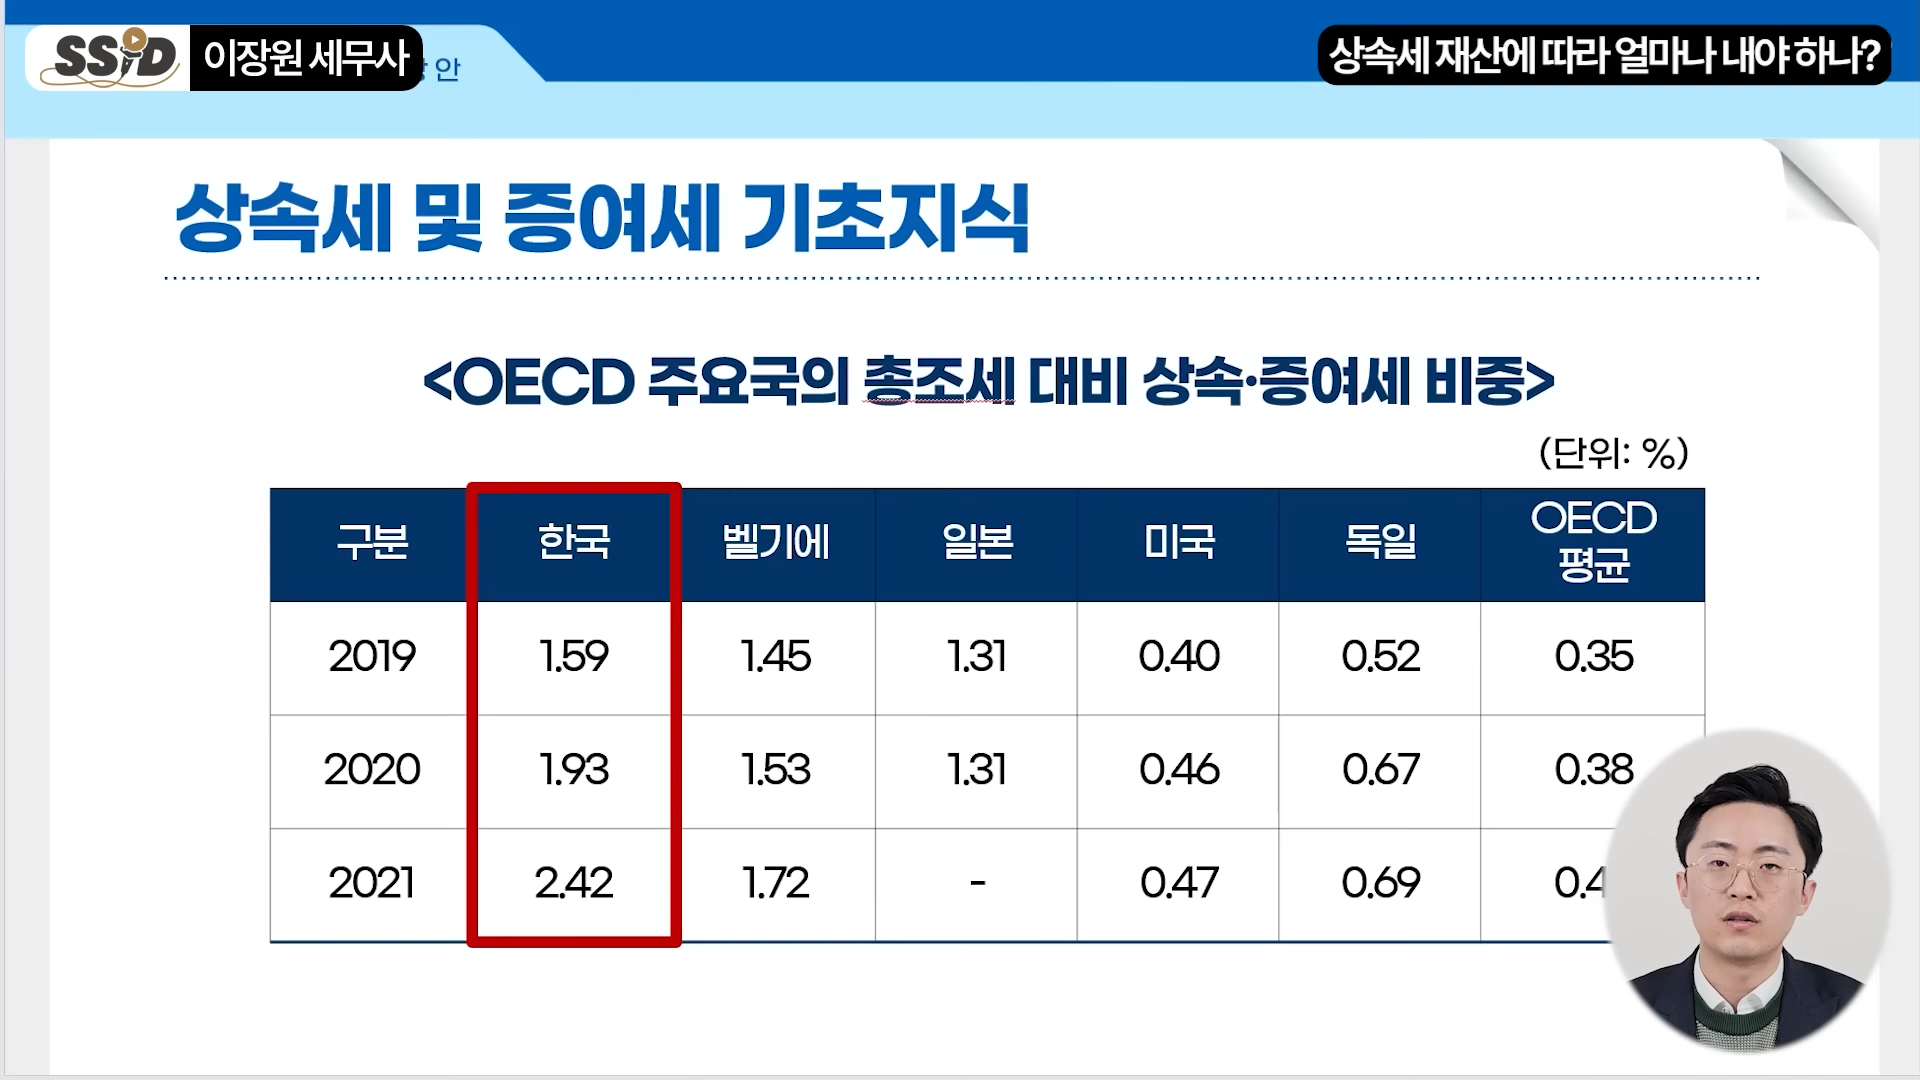 SSID 이장원 세무사
안
상속세 재산에 따라 얼마나 내야 하나?
상속세 및 증여세 기초지식
<OECD 주요국의 총조세 대비 상속·증여세 비중>
(단위: %)
구분 한국 벨기에 일본 미국 독일 OECD 평균
2019 1.59 1.45 1.31 0.40 0.52 0.35
2020 1.93 1.53 1.31 0.46 0.67 0.38
2021 2.42 1.72 - 0.47 0.69